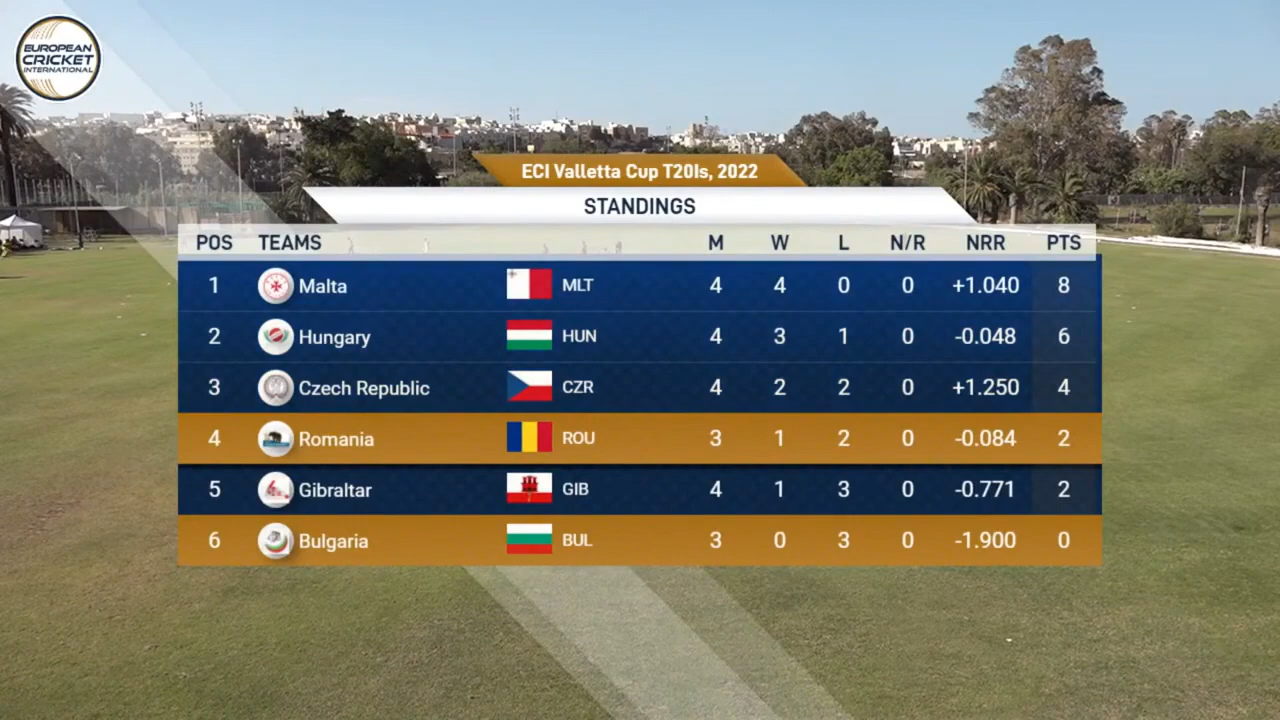 EUROPEAN
CRICKET
INTERNATIONAL
ECI Valletta Cup T20Is, 2022
STANDINGS
POS TEAMS M W L N/R NRR PTS
1 Malta MLT 4 4 0 0 +1.040 8
2 Hungary HUN 4 3 1 0 -0.048 6
3 Czech Republic CZR 4 2 2 0 +1.250 4
4 Romania ROU 3 1 2 0 -0.084 2
5 Gibraltar GIB 4 1 3 0 -0.771 2
6 Bulgaria BUL 3 0 3 0 -1.900 0